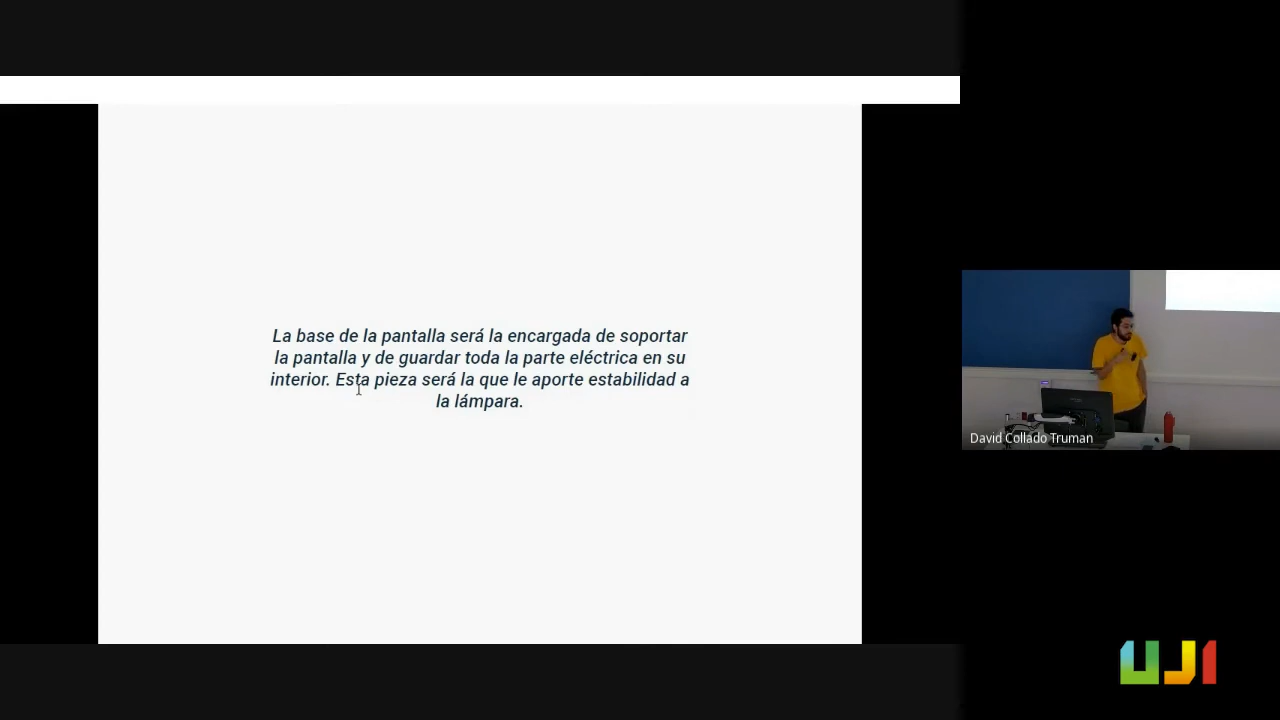 La base de la pantalla será la encargada de soportar
la pantalla y de guardar toda la parte eléctrica en su
interior. Esta pieza será la que le aporte estabilidad a
la lámpara.
David Collado Truman
UJI